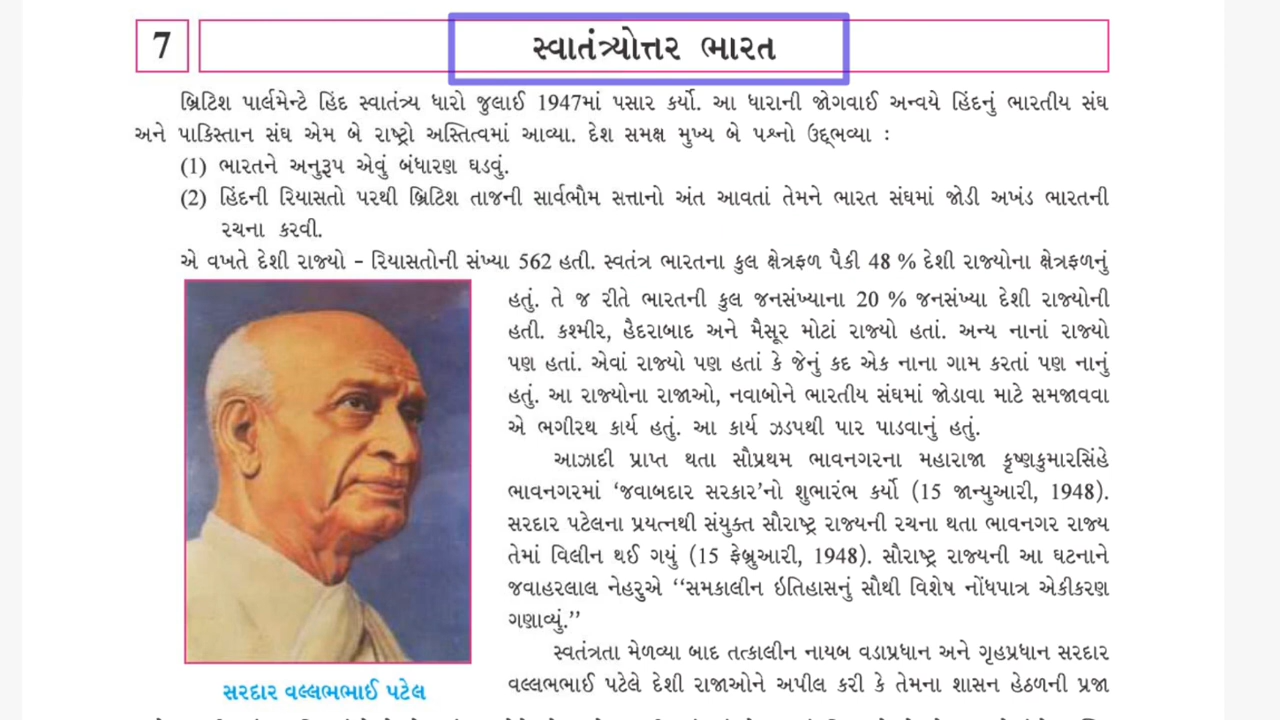 7
સ્વાતંત્ર્યોત્તર ભારત
બ્રિટિશ પાર્લમેન્ટે હિંદ સ્વાતંત્ર્ય ધારો જુલાઈ 1947માં પસાર કર્યો. આ ધારાની જોગવાઈ અન્વયે હિંદનું ભારતીય સંઘ
અને પાકિસ્તાન સંઘ એમ બે રાષ્ટ્રો અસ્તિત્વમાં આવ્યા. દેશ સમક્ષ મુખ્ય બે પશ્નો ઉદ્ભવ્યા :
(1) ભારતને અનુરૂપ એવું બંધારણ ઘડવું.
(2) હિંદની રિયાસતો પરથી બ્રિટિશ તાજની સાર્વભૌમ સત્તાનો અંત આવતાં તેમને ભારત સંઘમાં જોડી અખંડ ભારતની
રચના કરવી.
એ વખતે દેશી રાજ્યો - રિયાસતોની સંખ્યા 562 હતી. સ્વતંત્ર ભારતના કુલ ક્ષેત્રફળ પૈકી 48 % દેશી રાજ્યોના ક્ષેત્રફળનું
હતું. તે જ રીતે ભારતની કુલ જનસંખ્યાના 20 % જનસંખ્યા દેશી રાજ્યોની
હતી. કશ્મીર, હૈદરાબાદ અને મૈસૂર મોટાં રાજ્યો હતાં. અન્ય નાનાં રાજ્યો
પણ હતાં. એવાં રાજ્યો પણ હતાં કે જેનું કદ એક નાના ગામ કરતાં પણ નાનું
હતું. આ રાજ્યોના રાજાઓ, નવાબોને ભારતીય સંઘમાં જોડાવા માટે સમજાવવા
એ ભગીરથ કાર્ય હતું. આ કાર્ય ઝડપથી પાર પાડવાનું હતું.
આઝાદી પ્રાપ્ત થતા સૌપ્રથમ ભાવનગરના મહારાજા કૃષ્ણકુમારસિંહે
ભાવનગરમાં ‘જવાબદાર સરકાર’નો શુભારંભ કર્યો (15 જાન્યુઆરી, 1948).
સરદાર પટેલના પ્રયત્નથી સંયુક્ત સૌરાષ્ટ્ર રાજ્યની રચના થતા ભાવનગર રાજ્ય
તેમાં વિલીન થઈ ગયું (15 ફેબ્રુઆરી, 1948). સૌરાષ્ટ્ર રાજ્યની આ ઘટનાને
જવાહરલાલ નેહરુએ ‘‘સમકાલીન ઇતિહાસનું સૌથી વિશેષ નોંધપાત્ર એકીકરણ
ગણાવ્યું.’’
સ્વતંત્રતા મેળવ્યા બાદ તત્કાલીન નાયબ વડાપ્રધાન અને ગૃહપ્રધાન સરદાર
વલ્લભભાઈ પટેલે દેશી રાજાઓને અપીલ કરી કે તેમના શાસન હેઠળની પ્રજા
સરદાર વલ્લભભાઈ પટેલ